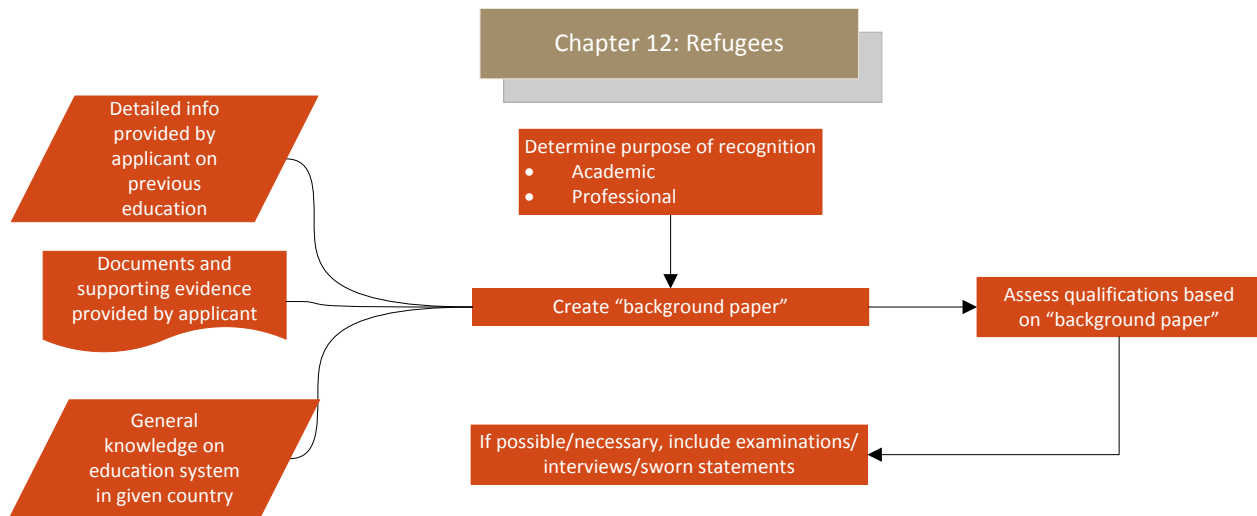 Chapter 12: Refugees
Detailed info
provided by
applicant on
previous
education
Determine purpose of recognition
• Academic
• Professional
Documents and
supporting evidence
provided by applicant
Create “background paper”
Assess qualifications based
on “background paper”
General
knowledge on
education system
in given country
If possible/necessary, include examinations/
interviews/sworn statements